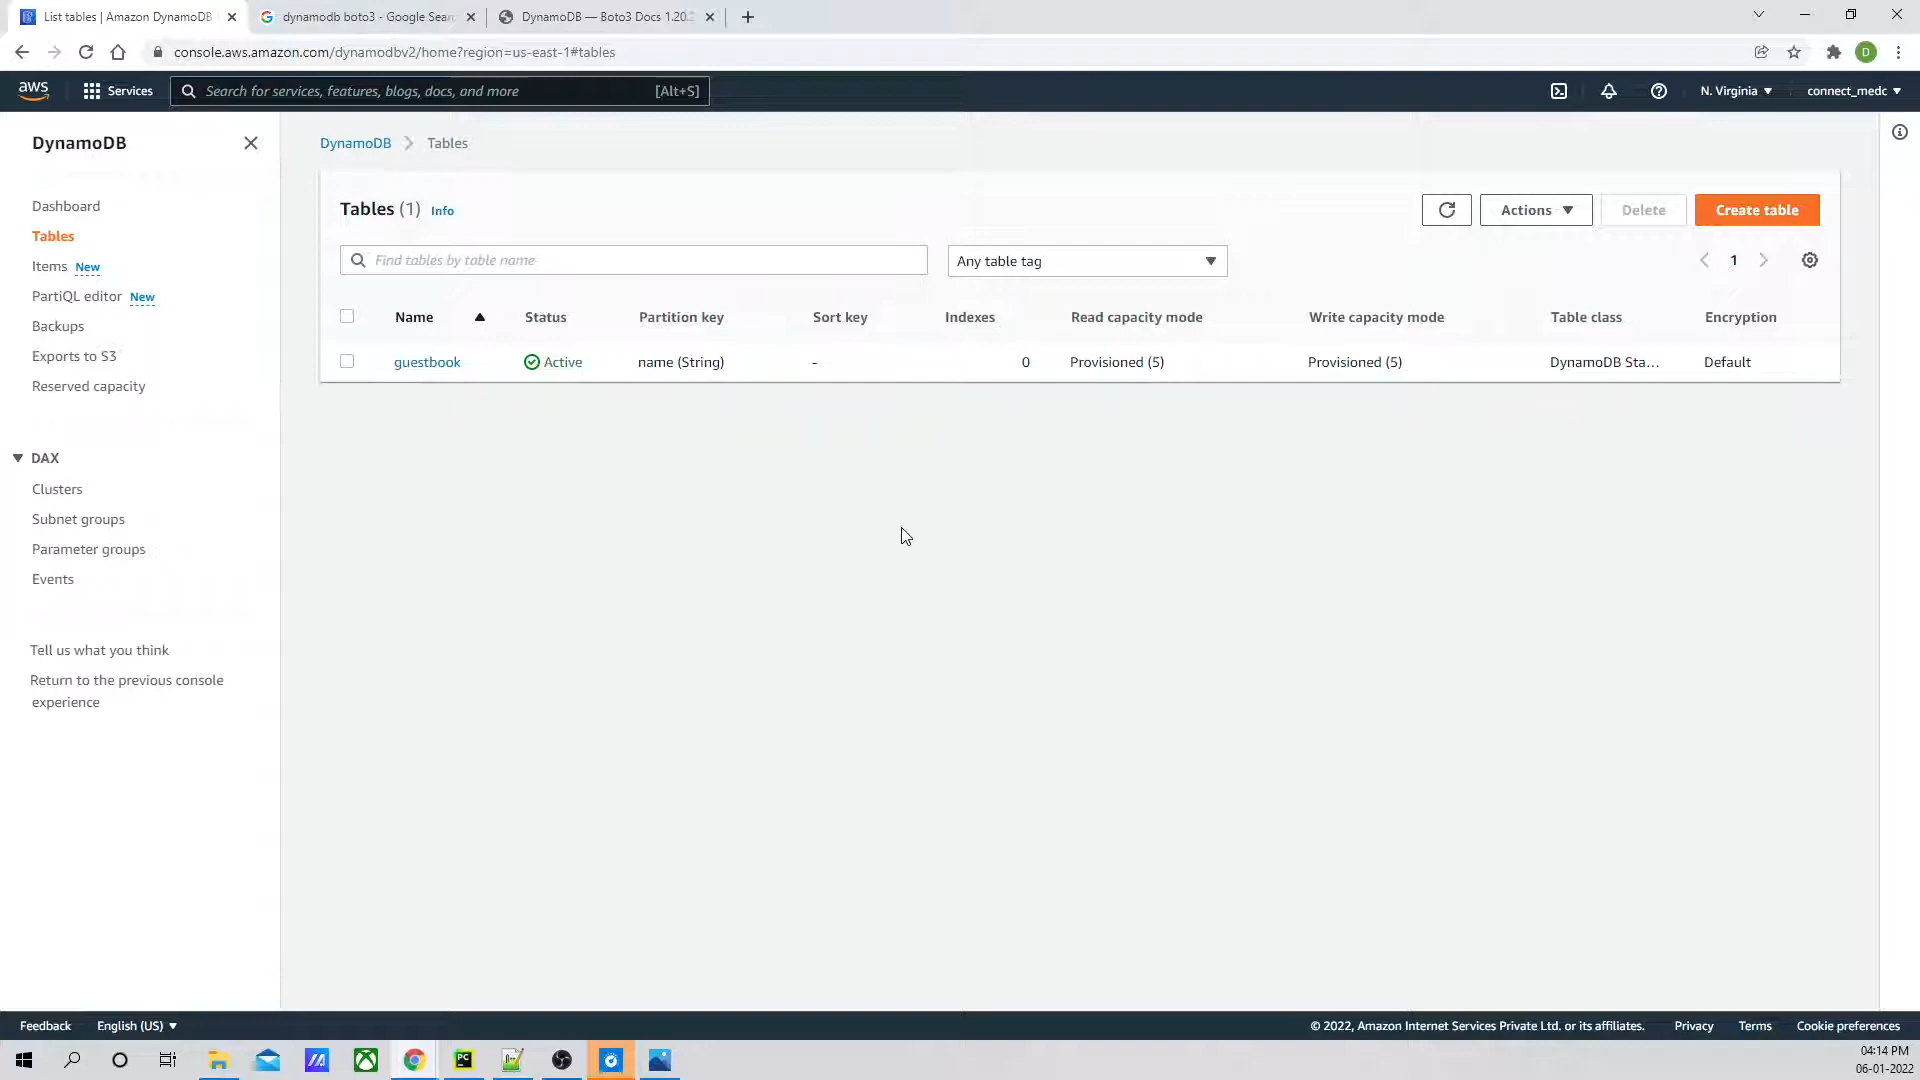 List tables | Amazon DynamoDB
dynamodb boto3 - Google Sear
DynamoDB — Boto3 Docs 1.20.
console.aws.amazon.com/dynamodbv2/home?region=us-east-1#tables
D
aws
Services
Search for services, features, blogs, docs, and more
[Alt+S]
N. Virginia ▼
connect_medc ▼
DynamoDB
Dashboard
Tables
Items New
PartiQL editor New
Backups
Exports to S3
Reserved capacity
▼ DAX
Clusters
Subnet groups
Parameter groups
Events
Tell us what you think
Return to the previous console
experience
DynamoDB > Tables
Tables (1) Info
Actions ▼
Delete
Create table
Find tables by table name
Any table tag ▼
< 1 >
Name ▲ Status Partition key Sort key Indexes Read capacity mode Write capacity mode Table class Encryption
guestbook Active name (String) - 0 Provisioned (5) Provisioned (5) DynamoDB Sta... Default
Feedback English (US) ▼ © 2022, Amazon Internet Services Private Ltd. or its affiliates. Privacy Terms Cookie preferences
PC
04:14 PM
06-01-2022